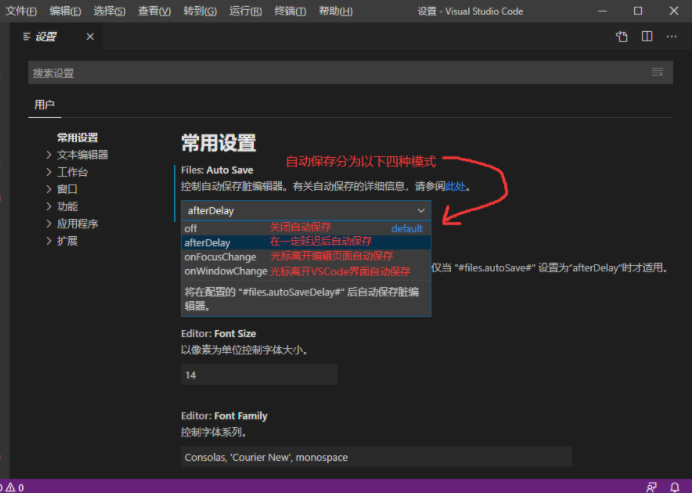 文件(F) 编辑(E) 选择(S) 查看(V) 转到(G) 运行(R) 终端(T) 帮助(H) 设置 - Visual Studio Code
设置
搜索设置
用户
常用设置
文本编辑器
工作台
窗口
功能
应用程序
扩展
常用设置
自动保存分为以下四种模式
Files: Auto Save
控制自动保存脏编辑器。有关自动保存的详细信息，请参阅此处。
afterDelay
off 关闭自动保存 default
afterDelay 在一定延迟后自动保存
onFocusChange 光标离开编辑页面自动保存
onWindowChange 光标离开VSCode界面自动保存
仅当 "#files.autoSave#" 设置为"afterDelay"时才适用。
将在配置的 "#files.autoSaveDelay#" 后自动保存脏编
辑器。
Editor: Font Size
以像素为单位控制字体大小。
14
Editor: Font Family
控制字体系列。
Consolas, 'Courier New', monospace
0 0